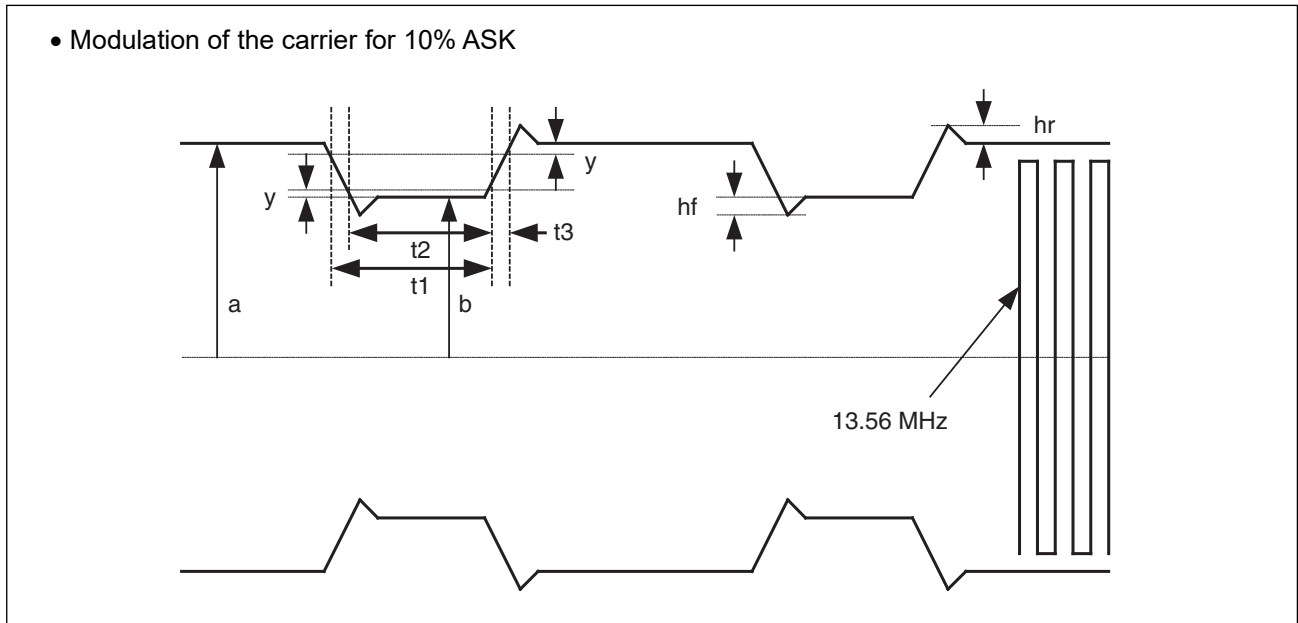 • Modulation of the carrier for 10% ASK
hr
y
y
hf
t2
t3
t1
a
b
13.56 MHz